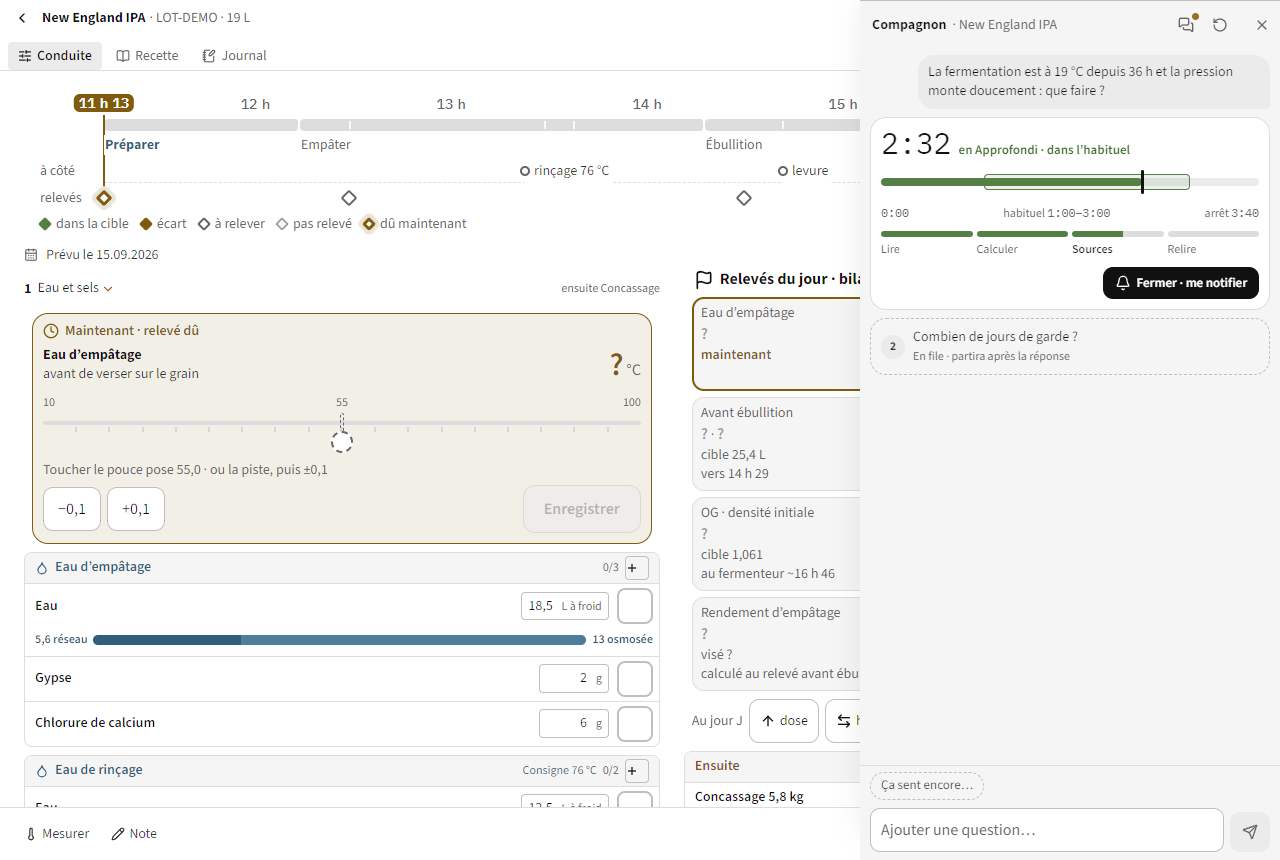 New England IPA · LOT-DEMO · 19 L
Conduite
Recette
Journal
11 h 13
12 h
13 h
14 h
15 h
Préparer
Empâter
Ébullition
à côté
rinçage 76 °C
levure
relevés
dans la cible
écart
à relever
pas relevé
dû maintenant
Prévu le 15.09.2026
1 Eau et sels
ensuite Concassage
Maintenant · relevé dû
Eau d’empâtage
avant de verser sur le grain
? °C
10
55
100
Toucher le pouce pose 55,0 · ou la piste, puis ±0,1
−0,1
+0,1
Enregistrer
Eau d’empâtage
0/3
+
Eau
18,5 L à froid
5,6 réseau
13 osmosée
Gypse
2 g
Chlorure de calcium
6 g
Eau de rinçage
Consigne 76 °C 0/2
+
Eau
12,5 L à froid
Mesurer
Note
Relevés du jour · bila
Eau d’empâtage
?
maintenant
Avant ébullition
? · ?
cible 25,4 L
vers 14 h 29
OG · densité initiale
?
cible 1,061
au fermenteur ~16 h 46
Rendement d’empâtage
?
visé ?
calculé au relevé avant ébu
Au jour J
dose
Ensuite
Concassage 5,8 kg
Compagnon · New England IPA
La fermentation est à 19 °C depuis 36 h et la pression
monte doucement : que faire ?
2:32 en Approfondi · dans l’habituel
0:00
habituel 1:00–3:00
arrêt 3:40
Lire
Calculer
Sources
Relire
Fermer · me notifier
2
Combien de jours de garde ?
En file · partira après la réponse
Ça sent encore…
Ajouter une question…